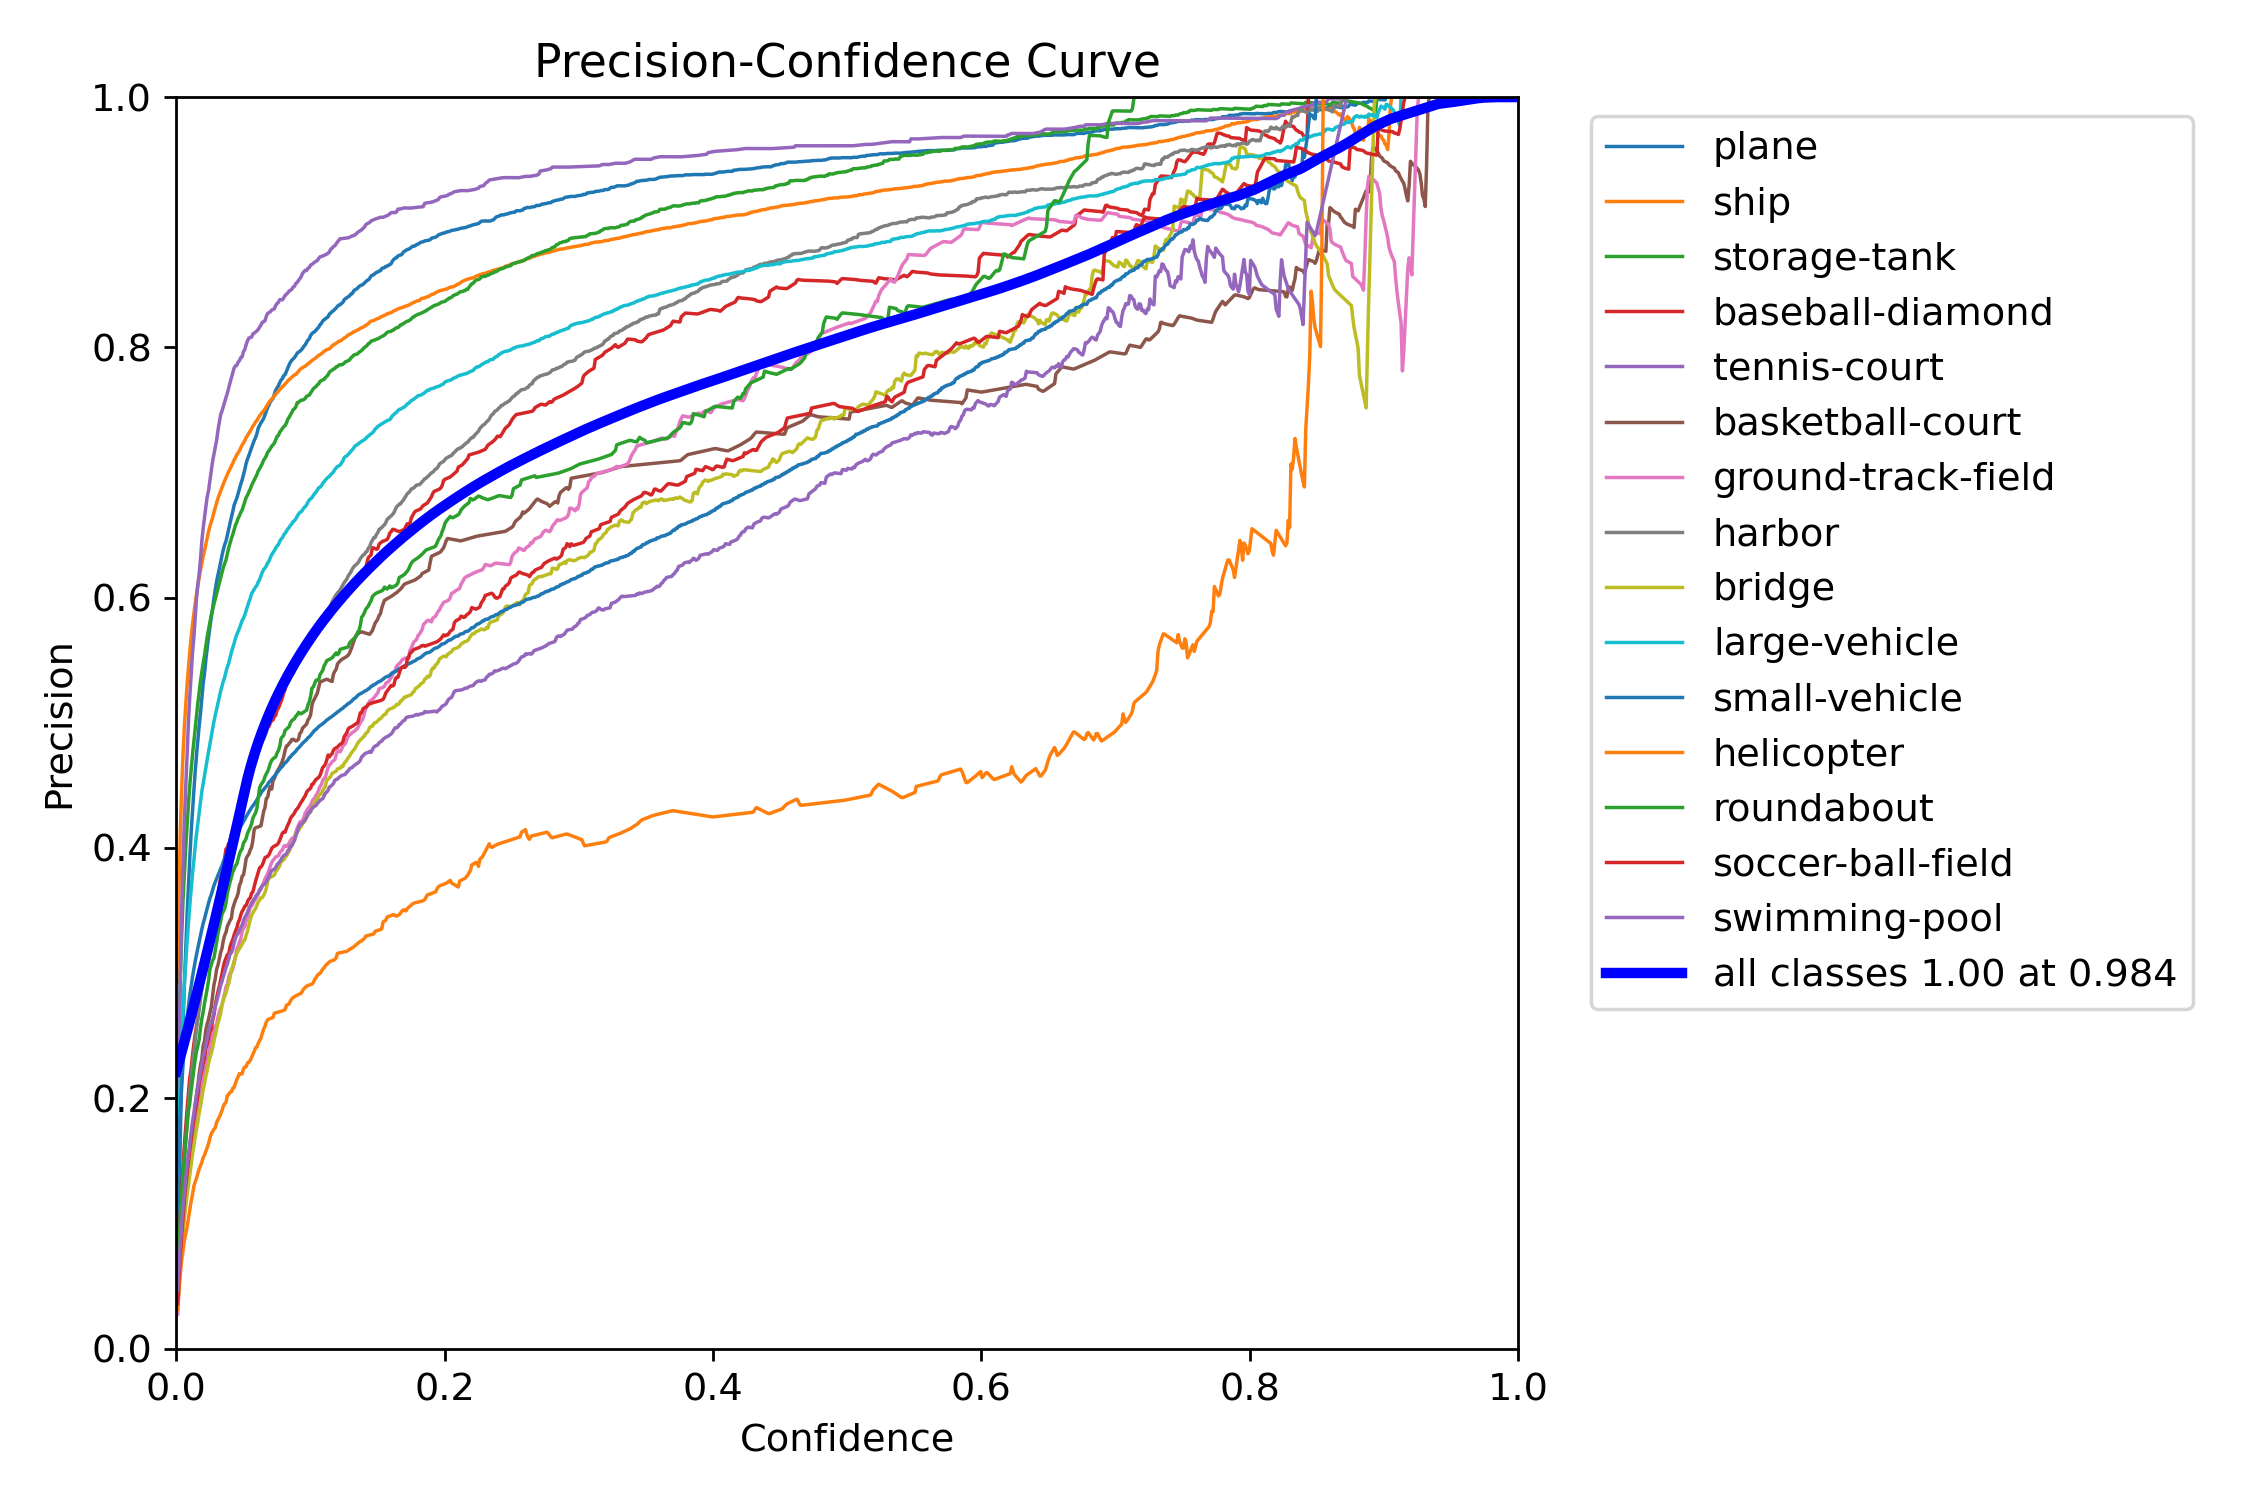 Precision-Confidence Curve
1.0
0.8
0.6
0.4
0.2
0.0
Precision
0.0 0.2 0.4 0.6 0.8 1.0
Confidence
plane
ship
storage-tank
baseball-diamond
tennis-court
basketball-court
ground-track-field
harbor
bridge
large-vehicle
small-vehicle
helicopter
roundabout
soccer-ball-field
swimming-pool
all classes 1.00 at 0.984